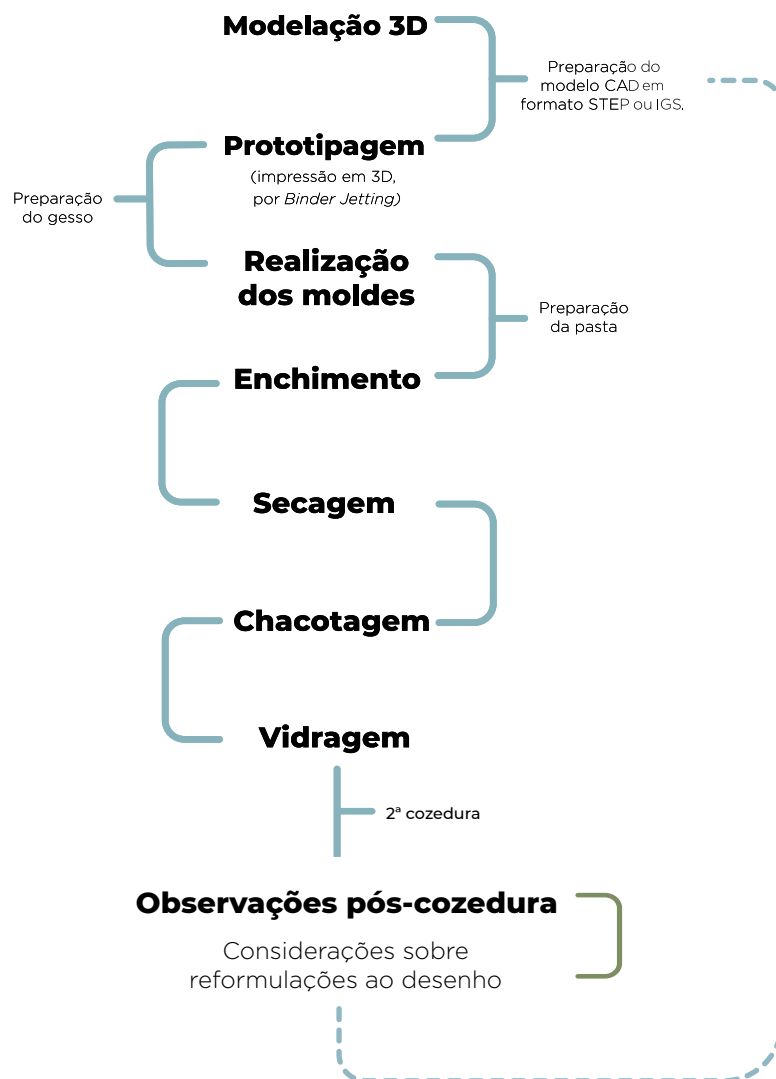 Modelação 3D
Preparação do
modelo CAD em
formato STEP ou IGS.
Prototipagem
(impressão em 3D,
por Binder Jetting)
Preparação
do gesso
Realização
dos moldes
Preparação
da pasta
Enchimento
Secagem
Chacotagem
Vidragem
2ª cozedura
Observações pós-cozedura
Considerações sobre
reformulações ao desenho